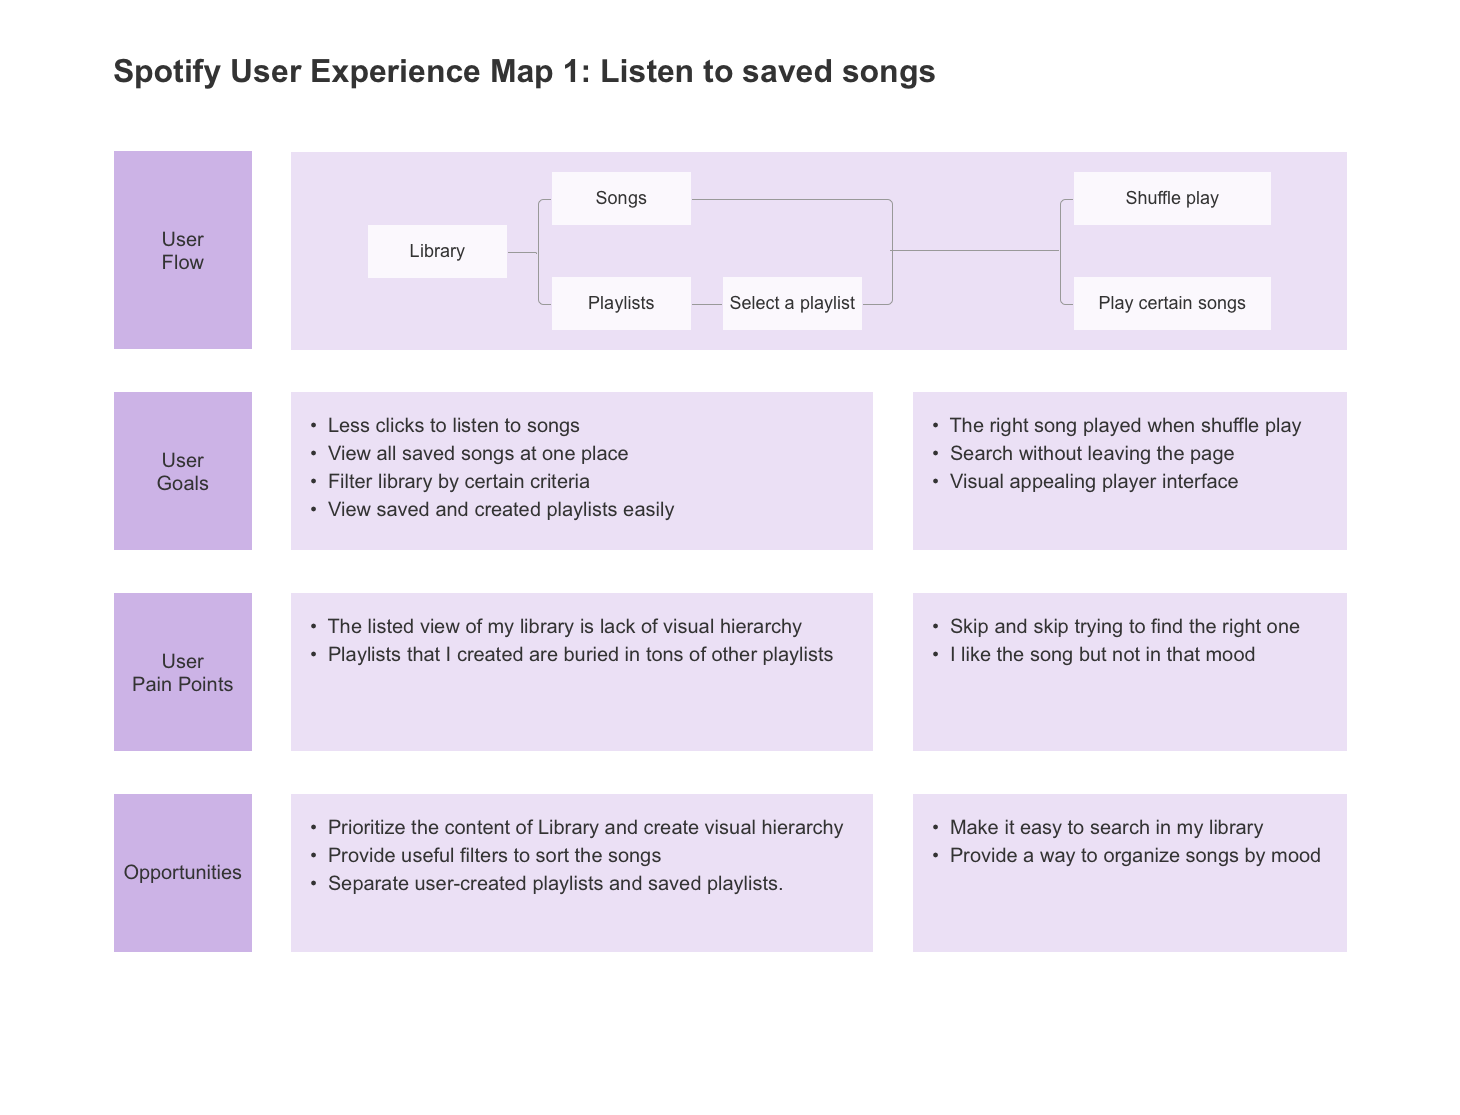 Spotify User Experience Map 1: Listen to saved songs
User
Flow
Library
Songs
Playlists
Select a playlist
Shuffle play
Play certain songs
User
Goals
• Less clicks to listen to songs
• View all saved songs at one place
• Filter library by certain criteria
• View saved and created playlists easily
• The right song played when shuffle play
• Search without leaving the page
• Visual appealing player interface
User
Pain Points
• The listed view of my library is lack of visual hierarchy
• Playlists that I created are buried in tons of other playlists
• Skip and skip trying to find the right one
• I like the song but not in that mood
Opportunities
• Prioritize the content of Library and create visual hierarchy
• Provide useful filters to sort the songs
• Separate user-created playlists and saved playlists.
• Make it easy to search in my library
• Provide a way to organize songs by mood